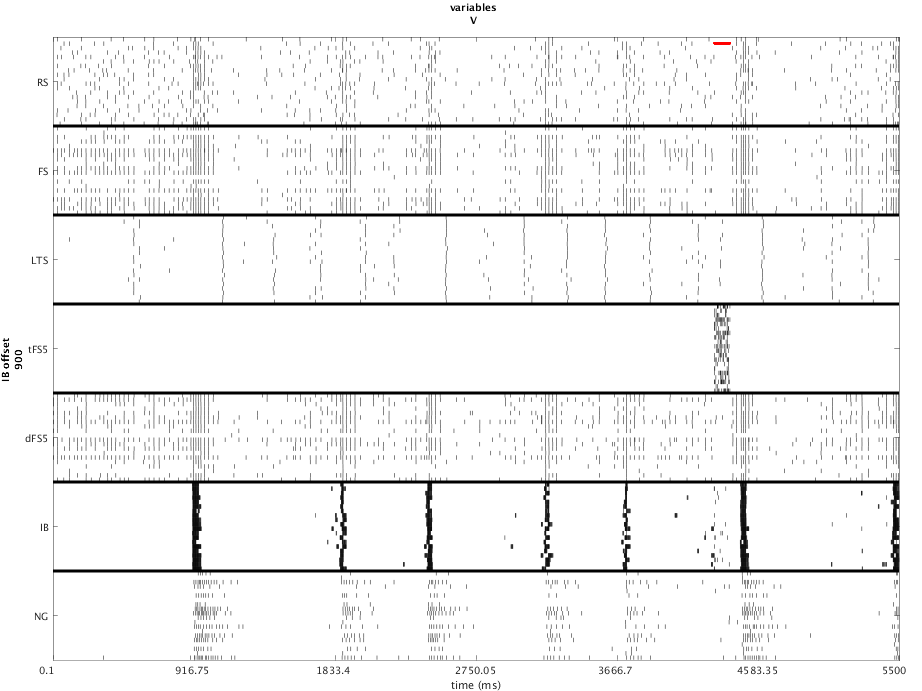 variables
V
RS
FS
LTS
tFS5
dFS5
IB
NG
IB offset
900
0.1
916.75
1833.4
2750.05
3666.7
4583.35
5500
time (ms)